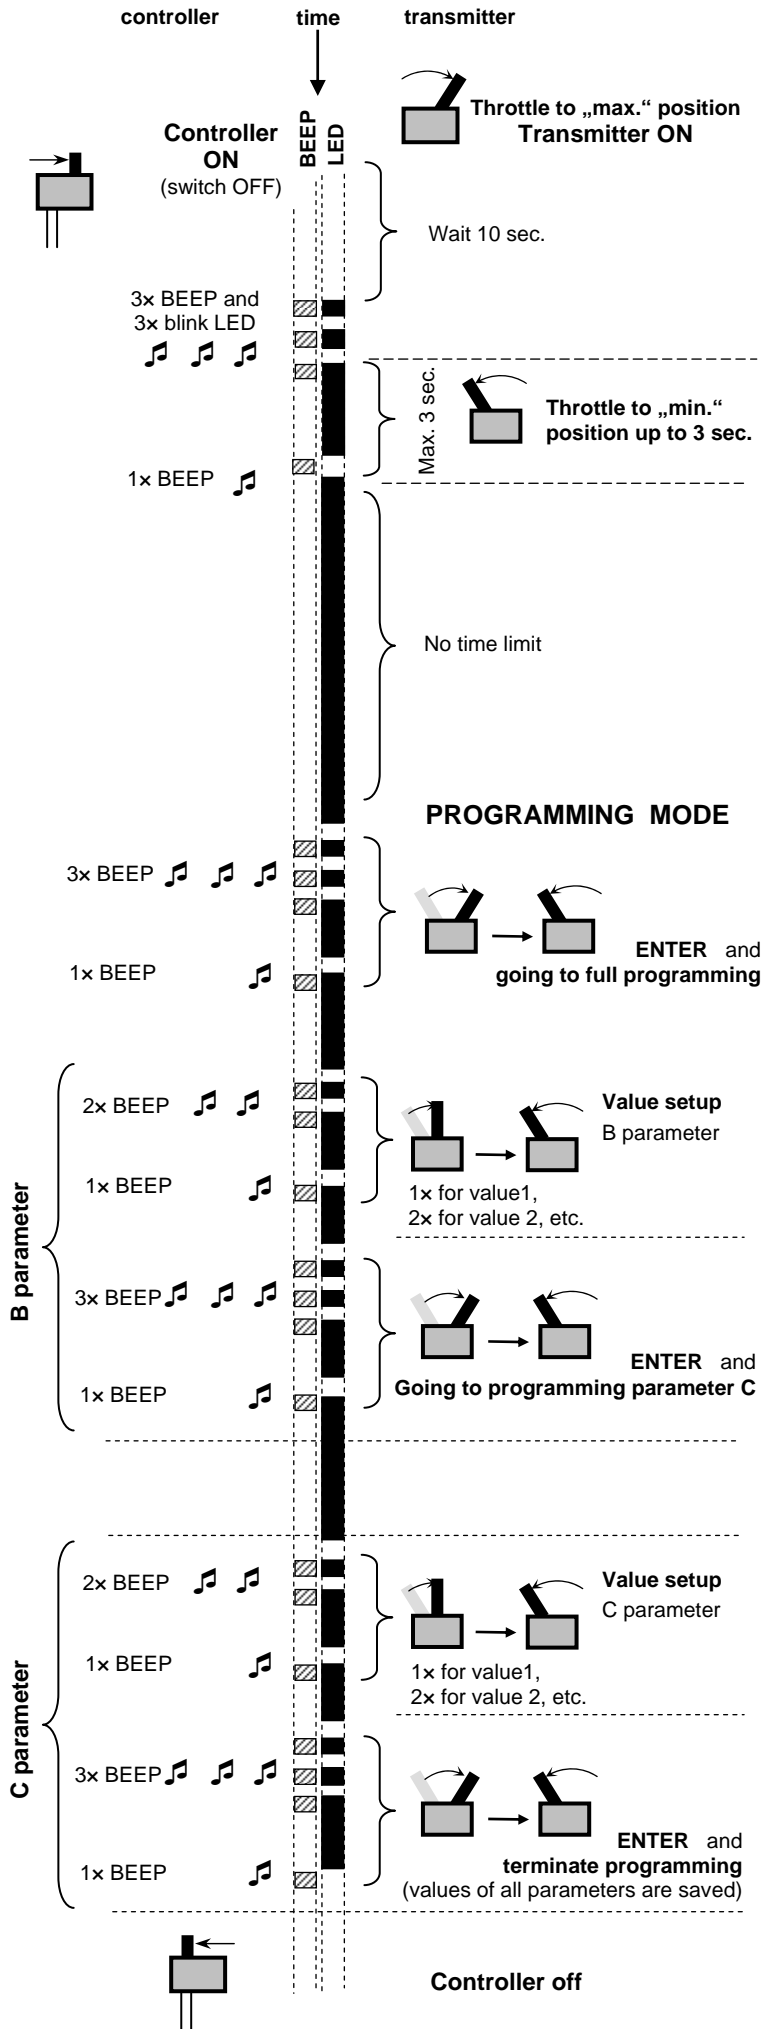 controller time transmitter
Throttle to „max.“ position
Transmitter ON
Controller
ON
(switch OFF)
BEEP
LED
Wait 10 sec.
3× BEEP and
3× blink LED
Max. 3 sec.
Throttle to „min.“
position up to 3 sec.
1× BEEP
No time limit
PROGRAMMING MODE
3× BEEP
ENTER and
going to full programming
1× BEEP
B parameter
2× BEEP
Value setup
B parameter
1× BEEP
1× for value1,
2× for value 2, etc.
3× BEEP
ENTER and
Going to programming parameter C
1× BEEP
C parameter
2× BEEP
Value setup
C parameter
1× BEEP
1× for value1,
2× for value 2, etc.
3× BEEP
ENTER and
terminate programming
(values of all parameters are saved)
1× BEEP
Controller off